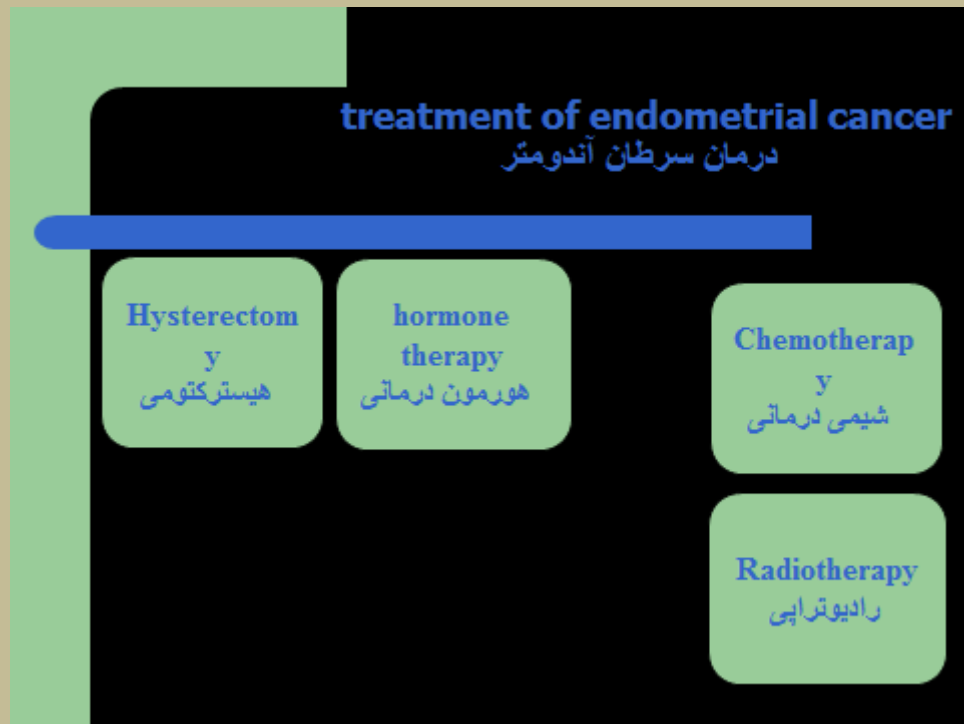 treatment of endometrial cancer
درمان سرطان آندومتر
Hysterectom
y
هیسترکتومی
hormone
therapy
هورمون درمانی
Chemotherap
y
شیمی درمانی
Radiotherapy
رادیوتراپی